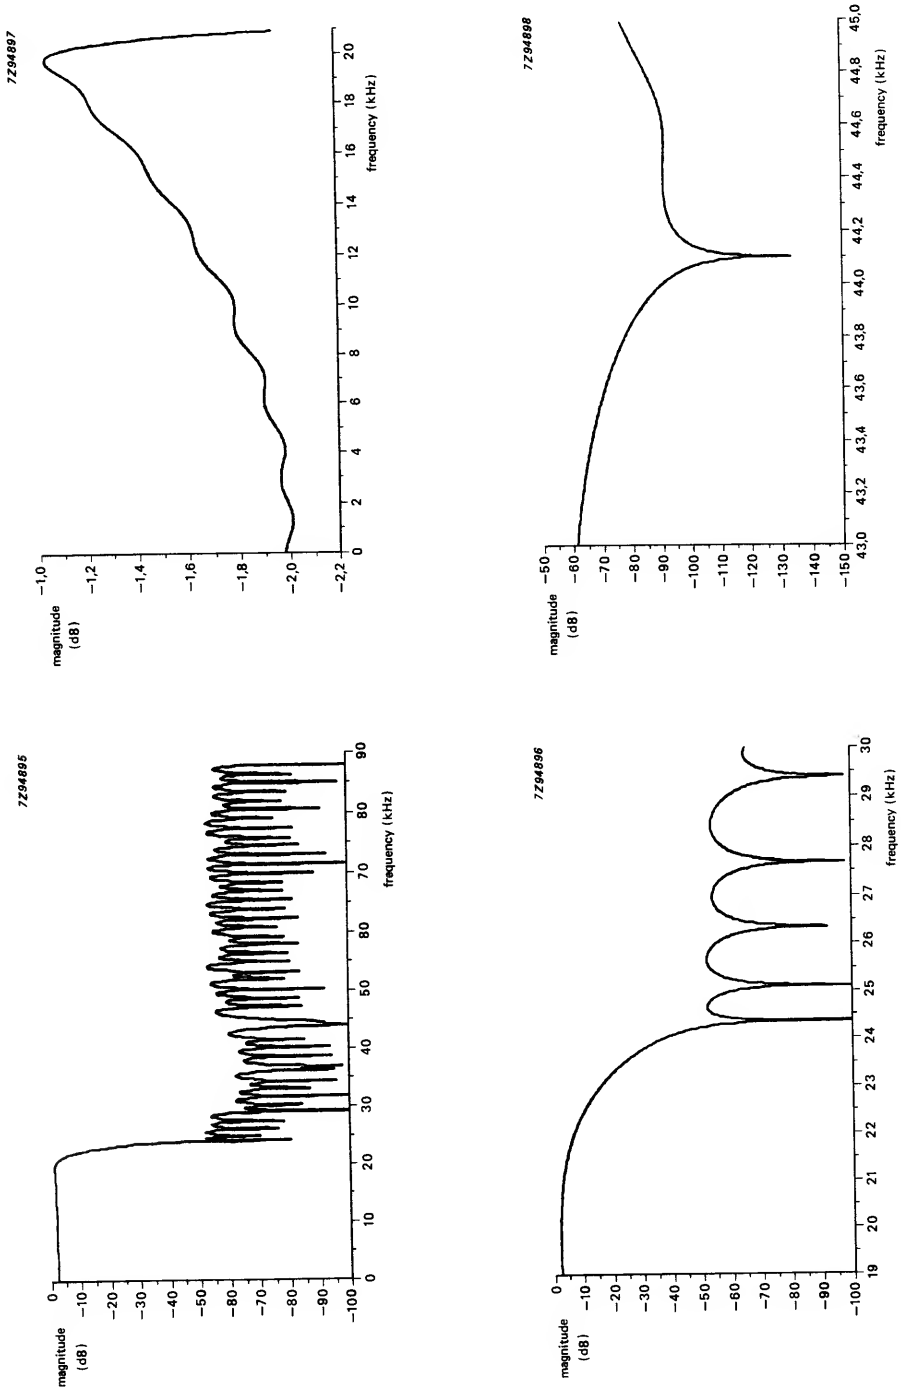 7Z94895
magnitude
(dB)
0
−10
−20
−30
−40
−50
−60
−70
−80
−90
−100
0 10 20 30 40 50 80 70 80 90
frequency (kHz)
7Z94897
magnitude
(dB)
−1,0
−1,2
−1,4
−1,6
−1,8
−2,0
−2,2
0 2 4 6 8 10 12 14 16 18 20
frequency (kHz)
7Z94896
magnitude
(dB)
0
−10
−20
−30
−40
−50
−60
−70
−80
−90
−100
19 20 21 22 23 24 25 26 27 28 29 30
frequency (kHz)
7Z94898
magnitude
(dB)
−50
−60
−70
−80
−90
−100
−110
−120
−130
−140
−150
43,0 43,2 43,4 43,6 43,8 44,0 44,2 44,4 44,6 44,8 45,0
frequency (kHz)